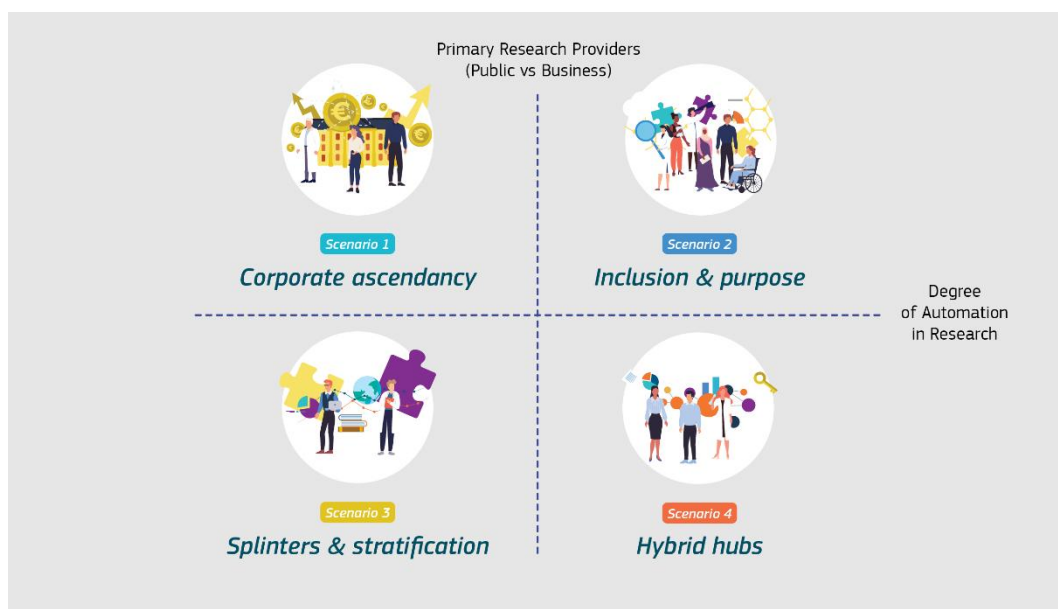 Primary Research Providers
(Public vs Business)
Scenario 1
Corporate ascendancy
Scenario 2
Inclusion & purpose
Degree
of Automation
in Research
Scenario 3
Splinters & stratification
Scenario 4
Hybrid hubs